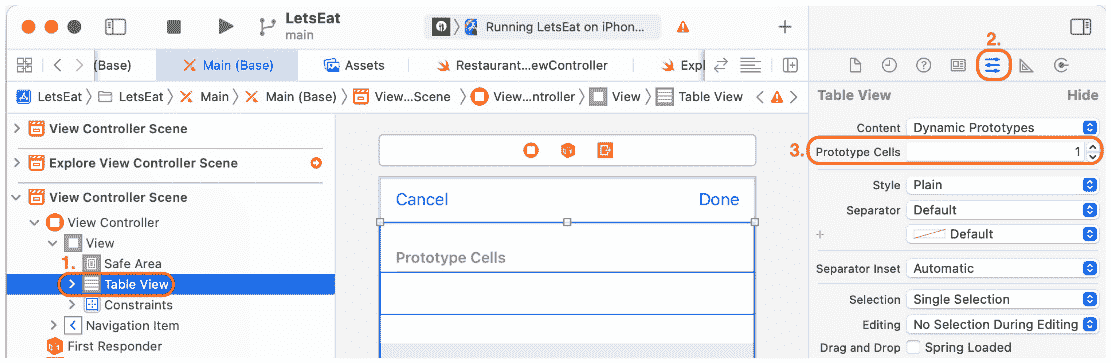 LetsEat
main
Running LetsEat on iPhon...
2.
(Base)
Main (Base)
Assets
Restaurant...ewController
Expl
LetsEat
LetsEat
Main
Main (Base)
View...Scene
View...ntroller
View
Table View
Table View
Hide
View Controller Scene
Content
Dynamic Prototypes
3.
Prototype Cells
1
Explore View Controller Scene
View Controller Scene
Style
Plain
Cancel
Done
View Controller
Separator
Default
View
Default
1.
Safe Area
Prototype Cells
Table View
Separator Inset
Automatic
Constraints
Selection
Single Selection
Navigation Item
Editing
No Selection During Editing
First Responder
Drag and Drop
Spring Loaded